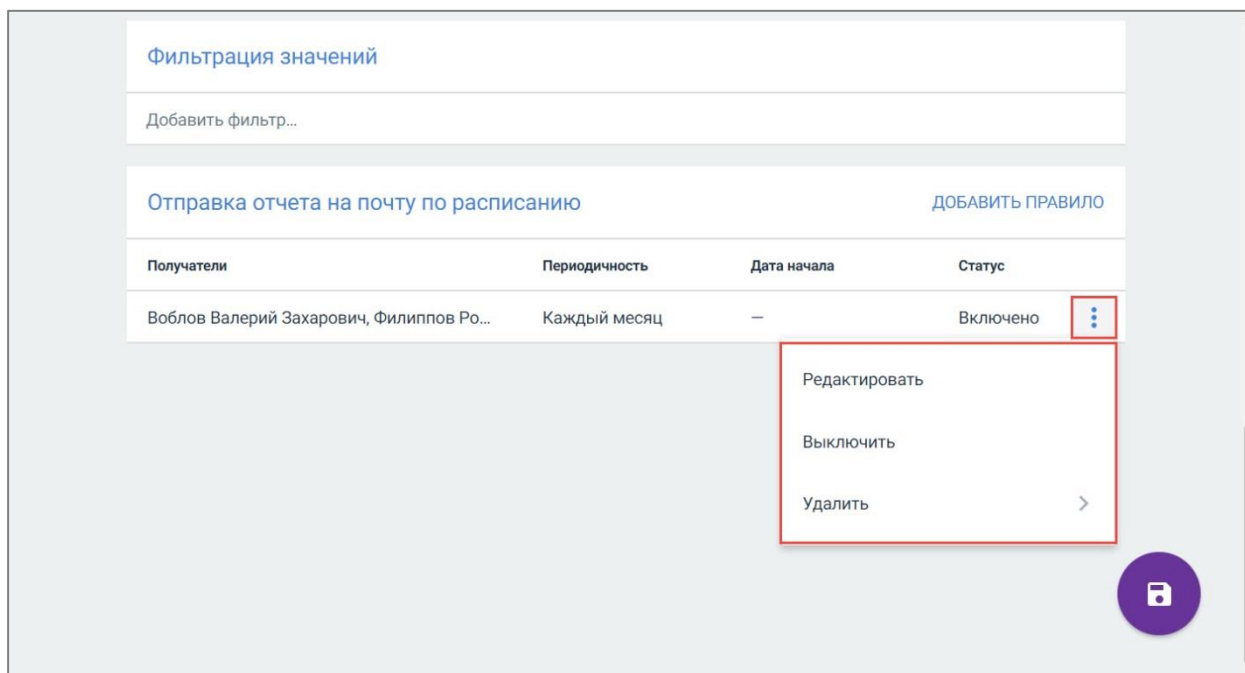 Фильтрация значений
Добавить фильтр...
Отправка отчета на почту по расписанию ДОБАВИТЬ ПРАВИЛО
Получатели Периодичность Дата начала Статус
Воблов Валерий Захарович, Филиппов Ро... Каждый месяц — Включено
Редактировать
Выключить
Удалить